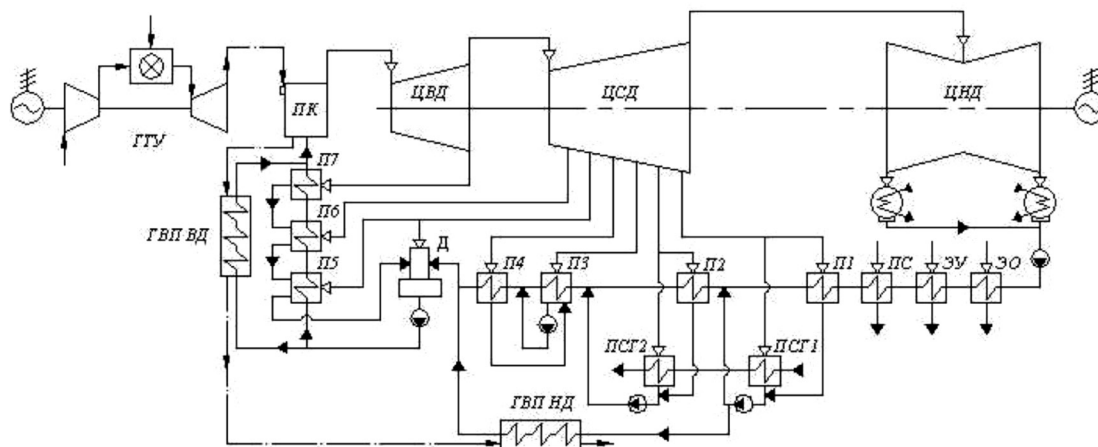 ЦВД
ЦСД
ЦНД
ПК
ГТУ
П7
П6
П5
ГВП ВД
Д
П4
П3
П2
П1
ПС
ЭУ
ЭО
ПСГ2
ПСГ1
ГВП НД